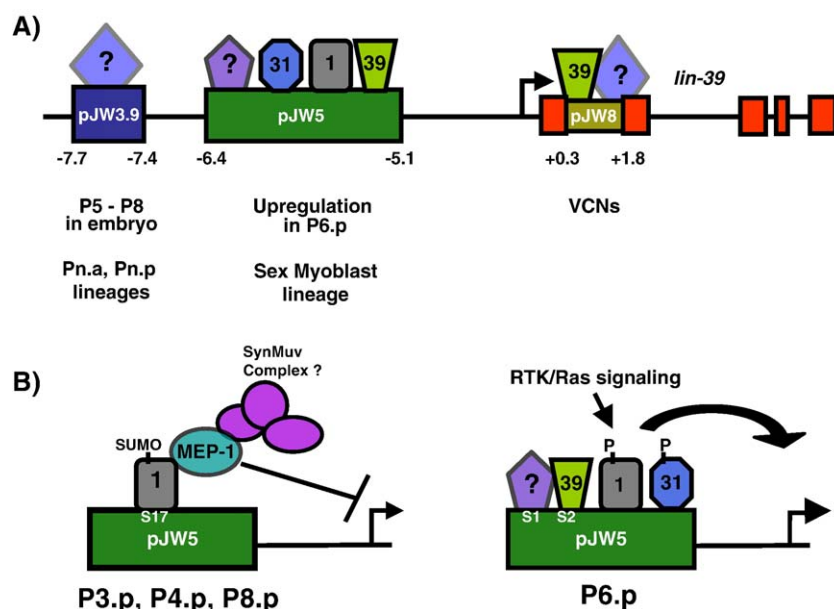 A)
? ? 31 1 39 39 ? lin-39
pJW3.9 pJW5 pJW8
-7.7 -7.4 -6.4 -5.1 +0.3 +1.8
P5 - P8 Upregulation VCNs
in embryo in P6.p
Pn.a, Pn.p Sex Myoblast
lineages lineage
B)
SynMuv
Complex ?
RTK/Ras signaling
SUMO MEP-1 P P
1 ? 39 1 31
S17 S1 S2
pJW5 pJW5
P3.p, P4.p, P8.p P6.p